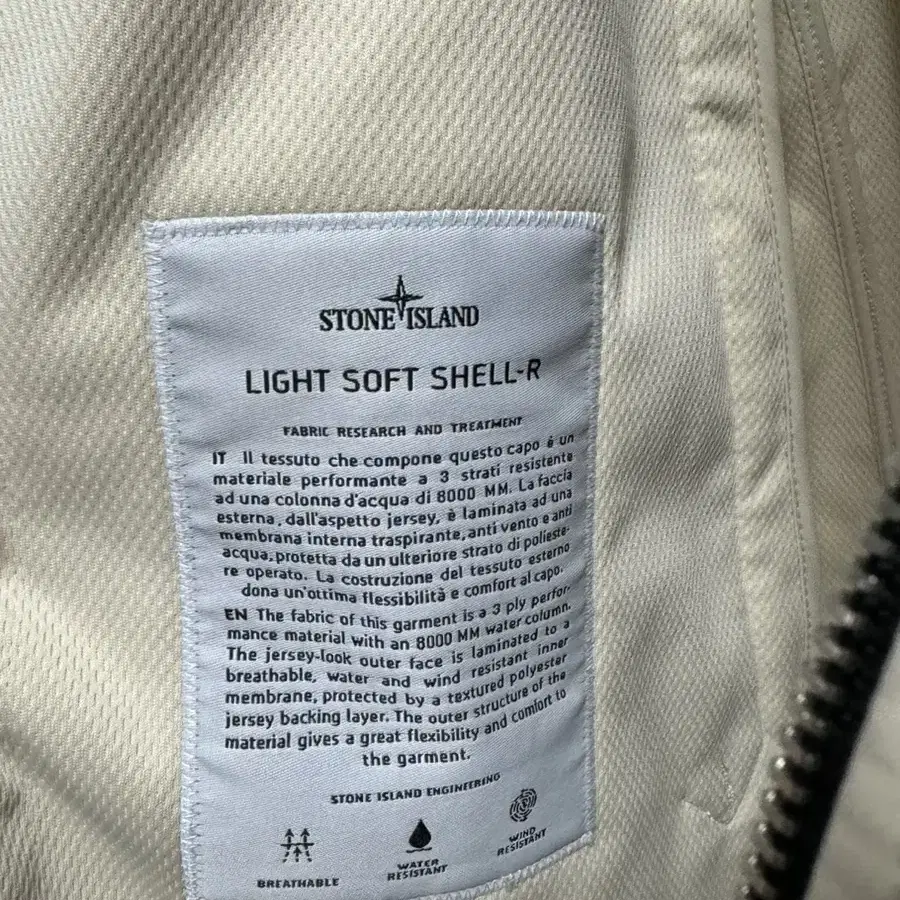 STONE ISLAND
LIGHT SOFT SHELL-R
FABRIC RESEARCH AND TREATMENT
IT Il tessuto che compone questo capo è un
materiale performante a 3 strati resistente
ad una colonna d'acqua di 8000 MM. La faccia
esterna, dall'aspetto jersey, è laminata ad una
membrana interna traspirante, anti vento e anti
acqua, protetta da un ulteriore strato di polieste-
re operato. La costruzione del tessuto esterno
dona un'ottima flessibilità e comfort al capo.
EN The fabric of this garment is a 3 ply perfor-
mance material with an 8000 MM water column.
The jersey-look outer face is laminated to a
breathable, water and wind resistant inner
membrane, protected by a textured polyester
jersey backing layer. The outer structure of the
material gives a great flexibility and comfort to
the garment.
STONE ISLAND ENGINEERING
BREATHABLE
WATER
RESISTANT
WIND
RESISTANT